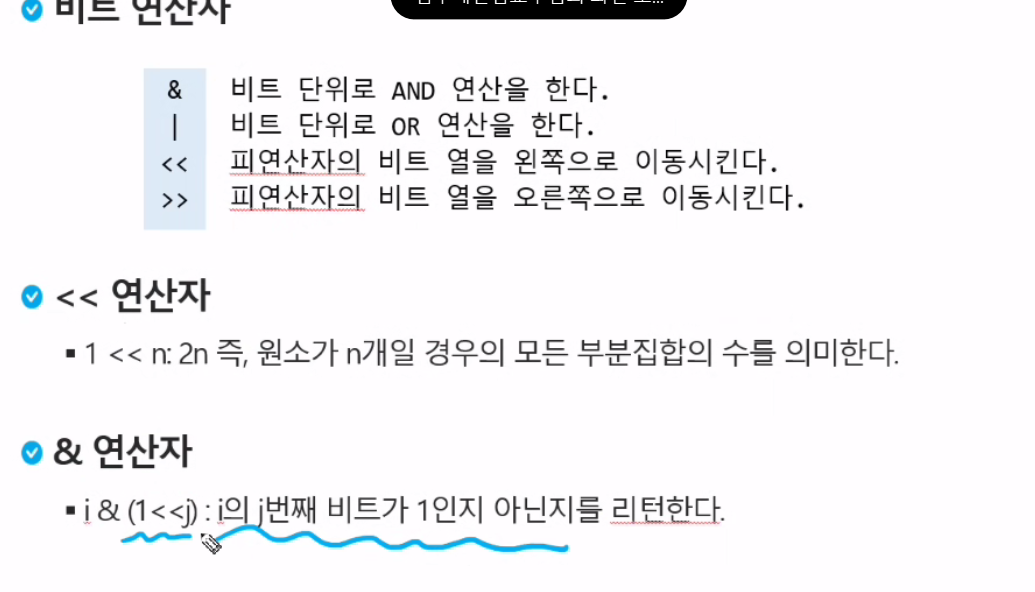 비트 연산자
& 비트 단위로 AND 연산을 한다.
| 비트 단위로 OR 연산을 한다.
<< 피연산자의 비트 열을 왼쪽으로 이동시킨다.
>> 피연산자의 비트 열을 오른쪽으로 이동시킨다.
<< 연산자
1 << n: 2n 즉, 원소가 n개일 경우의 모든 부분집합의 수를 의미한다.
& 연산자
i & (1<<j) : i의 j번째 비트가 1인지 아닌지를 리턴한다.